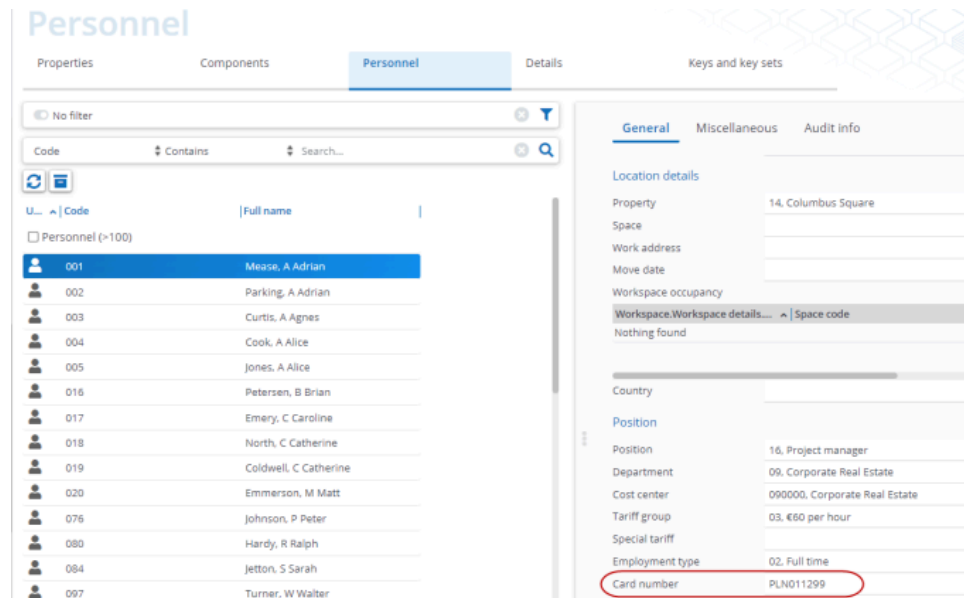 Personnel
Properties Components Personnel Details Keys and key sets
No filter
Code Contains Search...
U... Code Full name
Personnel (>100)
001 Mease, A Adrian
002 Parking, A Adrian
003 Curtis, A Agnes
004 Cook, A Alice
005 Jones, A Alice
016 Petersen, B Brian
017 Emery, C Caroline
018 North, C Catherine
019 Coldwell, C Catherine
020 Emmerson, M Matt
076 Johnson, P Peter
080 Hardy, R Ralph
084 Jetton, S Sarah
097 Turner, W Walter
General Miscellaneous Audit info
Location details
Property 14, Columbus Square
Space
Work address
Move date
Workspace occupancy
Workspace.Workspace details.... Space code
Nothing found
Country
Position
Position 16, Project manager
Department 09, Corporate Real Estate
Cost center 090000, Corporate Real Estate
Tariff group 03, €60 per hour
Special tariff
Employment type 02, Full time
Card number PLN011299